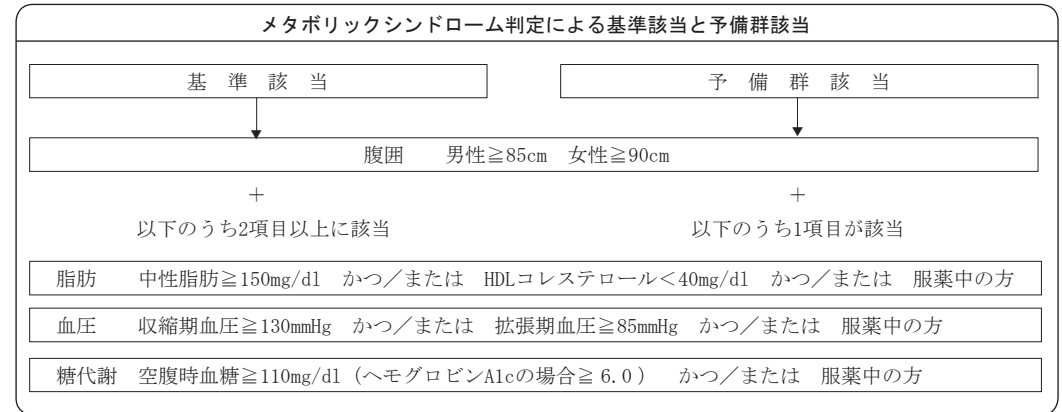 メタボリックシンドローム判定による基準該当と予備群該当
基準該当
予備群該当
腹囲　男性≧85cm　女性≧90cm
＋
＋
以下のうち2項目以上に該当
以下のうち1項目が該当
脂肪　中性脂肪≧150mg/dl　かつ／または　HDLコレステロール＜40mg/dl　かつ／または　服薬中の方
血圧　収縮期血圧≧130mmHg　かつ／または　拡張期血圧≧85mmHg　かつ／または　服薬中の方
糖代謝　空腹時血糖≧110mg/dl（ヘモグロビンA1cの場合≧6.0）　かつ／または　服薬中の方